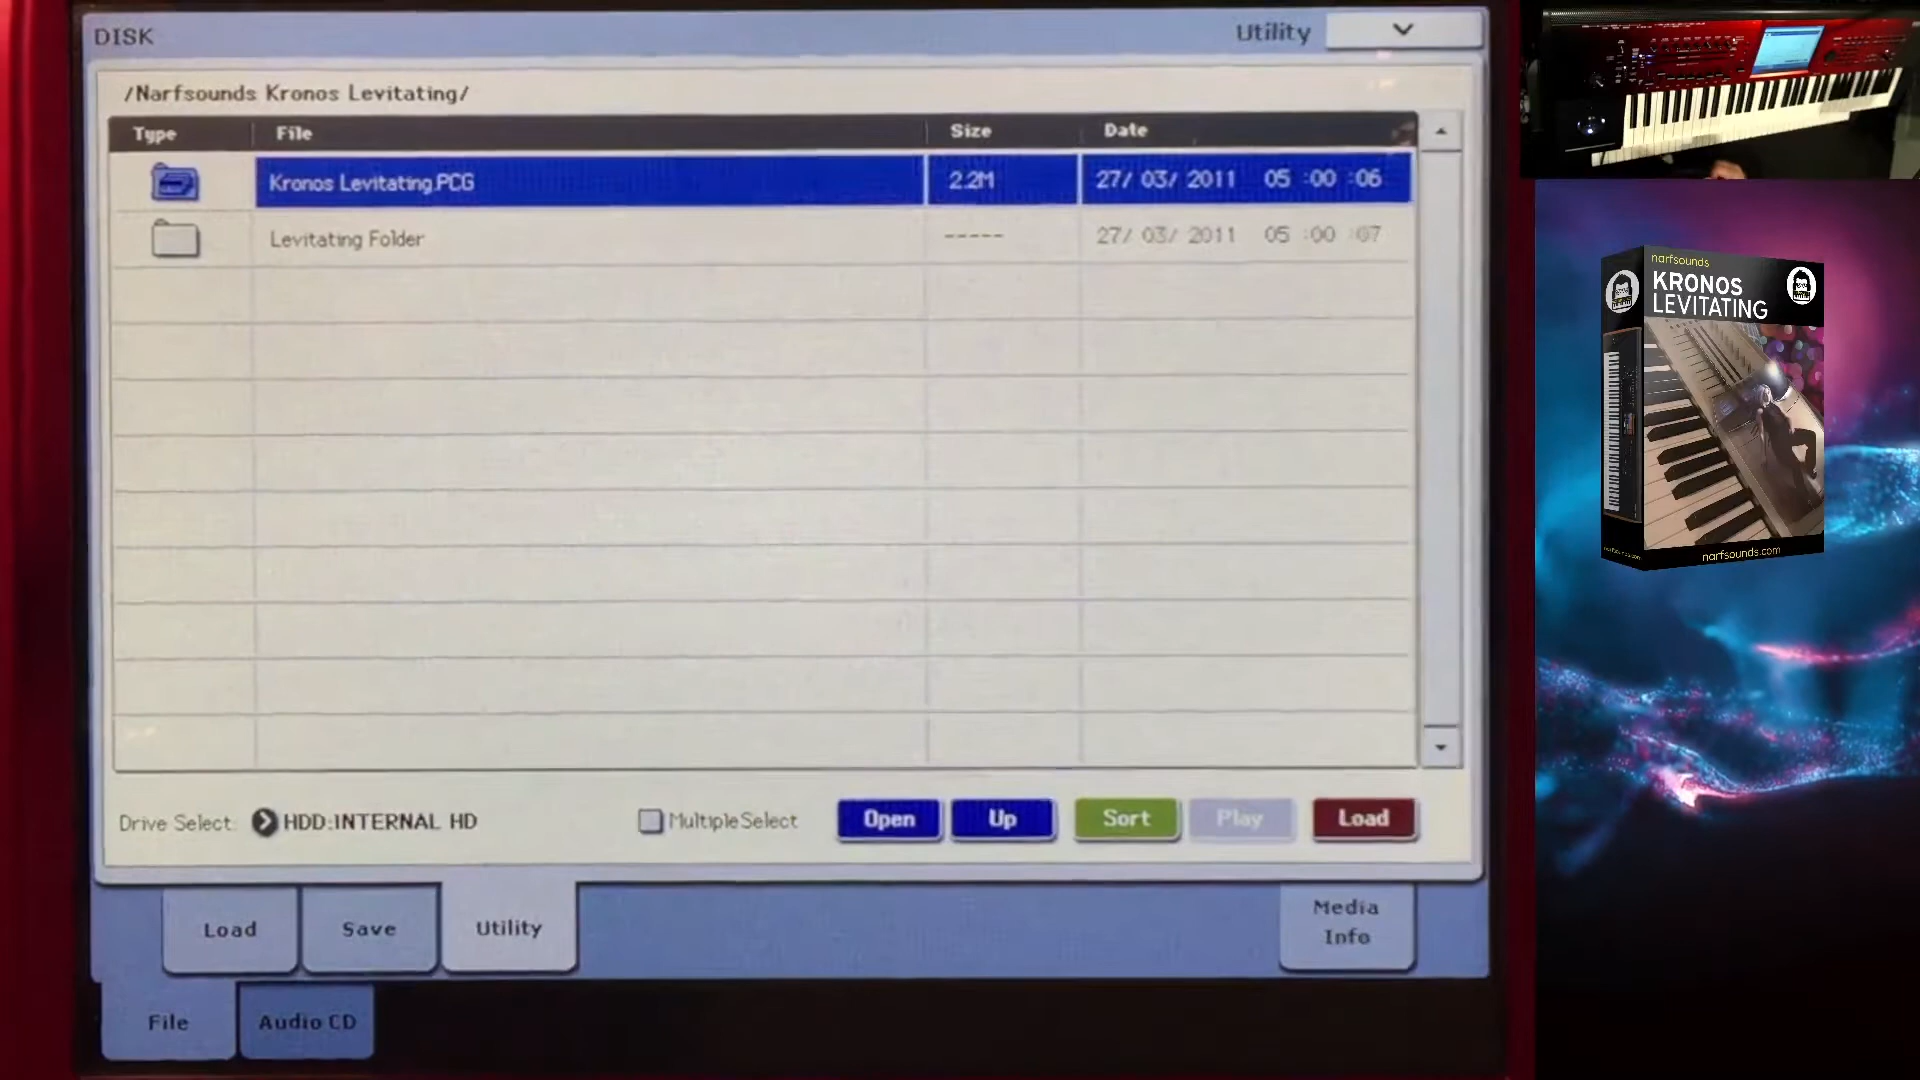 DISK
Utility
/Narfsounds Kronos Levitating/
Type File Size Date
Kronos Levitating.PCG 2.2M 27/ 03/ 2011 05 :00 :06
Levitating Folder ----- 27/ 03/ 2011 05 :00 :07
Drive Select: HDD:INTERNAL HD
Multiple Select
Open
Up
Sort
Play
Load
Load
Save
Utility
Media
Info
File
Audio CD
narfsounds
KRONOS
LEVITATING
narfsounds.com